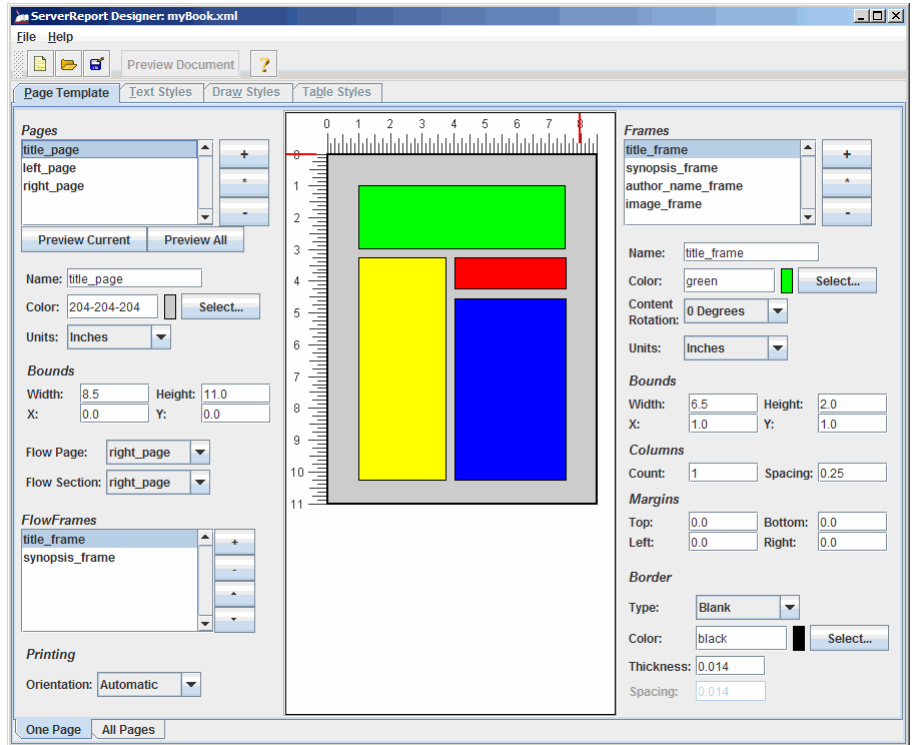 ServerReport Designer: myBook.xml
File Help
Preview Document ?
Page Template Text Styles Draw Styles Table Styles
Pages
title_page
left_page
right_page
+
*
-
Preview Current Preview All
Name: title_page
Color: 204-204-204 Select...
Units: Inches
Bounds
Width: 8.5 Height: 11.0
X: 0.0 Y: 0.0
Flow Page: right_page
Flow Section: right_page
FlowFrames
title_frame
synopsis_frame
+
-
Printing
Orientation: Automatic
One Page All Pages
0 1 2 3 4 5 6 7 8
0
1
2
3
4
5
6
7
8
9
10
11
Frames
title_frame
synopsis_frame
author_name_frame
image_frame
+
*
-
Name: title_frame
Color: green Select...
Content
Rotation: 0 Degrees
Units: Inches
Bounds
Width: 6.5 Height: 2.0
X: 1.0 Y: 1.0
Columns
Count: 1 Spacing: 0.25
Margins
Top: 0.0 Bottom: 0.0
Left: 0.0 Right: 0.0
Border
Type: Blank
Color: black Select...
Thickness: 0.014
Spacing: 0.014